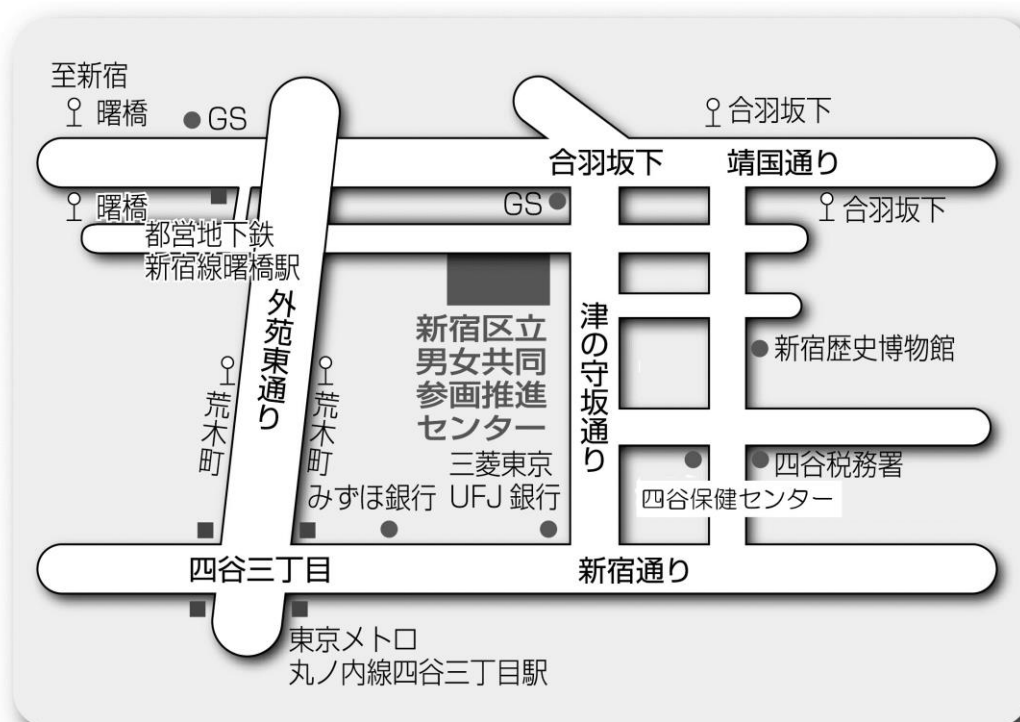 至新宿
曙橋
GS
合羽坂下
合羽坂下
靖国通り
曙橋
GS
合羽坂下
都営地下鉄
新宿線曙橋駅
外苑東通り
新宿区立
男女共同
参画推進
センター
津の守坂通り
新宿歴史博物館
荒木町
荒木町
三菱東京
UFJ銀行
みずほ銀行
四谷税務署
四谷保健センター
四谷三丁目
新宿通り
東京メトロ
丸ノ内線四谷三丁目駅